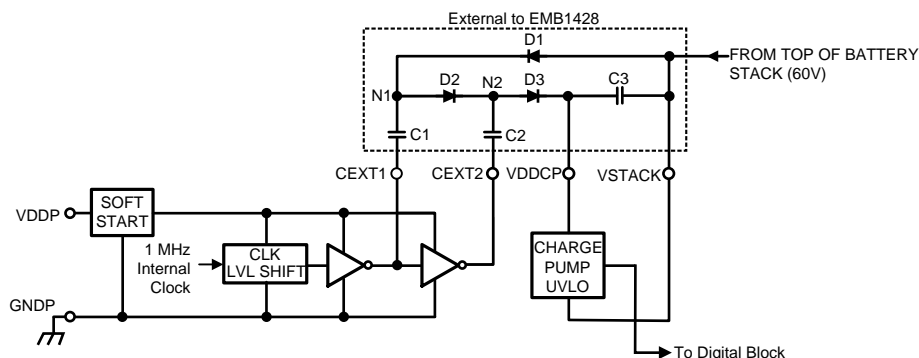 External to EMB1428
D1
FROM TOP OF BATTERY
STACK (60V)
D2
N2
D3
C3
N1
C1
C2
CEXT1
CEXT2
VDDCP
VSTACK
VDDP
SOFT
START
1 MHz
Internal
Clock
CLK
LVL SHIFT
CHARGE
PUMP
UVLO
GNDP
To Digital Block